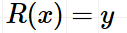 R(x) = y